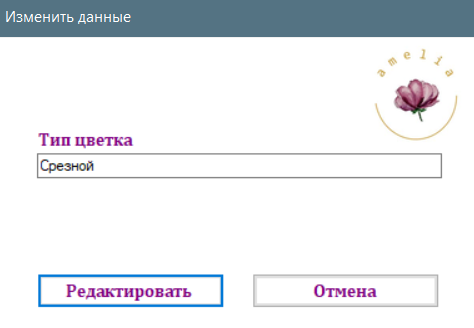 Изменить данные
amelia
Тип цветка
Срезной
Редактировать
Отмена